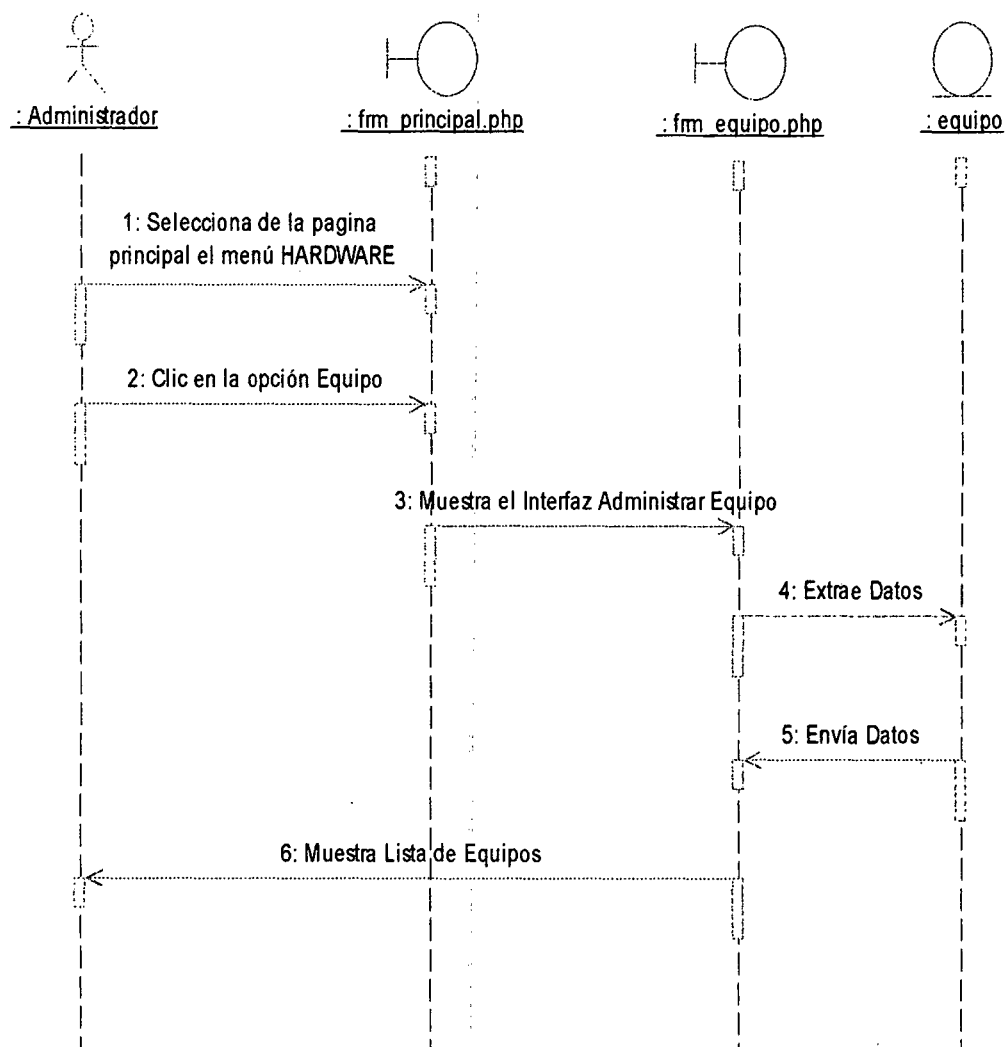 : Administrador
: frm_principal.php
: frm_equipo.php
: equipo
1: Selecciona de la pagina
principal el menú HARDWARE
2: Clic en la opción Equipo
3: Muestra el Interfaz Administrar Equipo
4: Extrae Datos
5: Envía Datos
6: Muestra Lista de Equipos